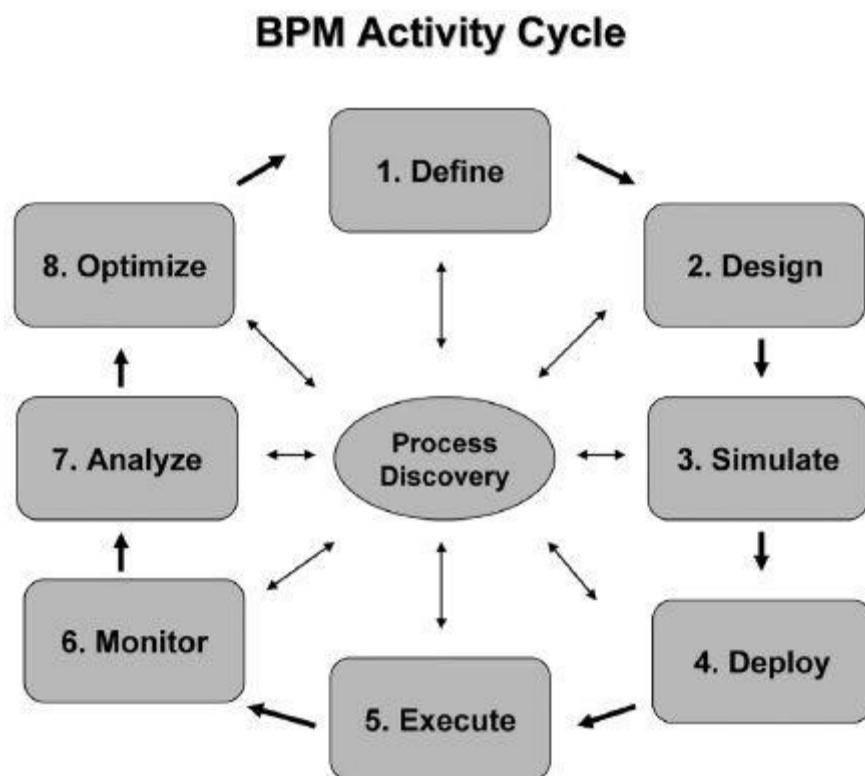 BPM Activity Cycle
1. Define
2. Design
3. Simulate
4. Deploy
5. Execute
6. Monitor
7. Analyze
8. Optimize
Process
Discovery